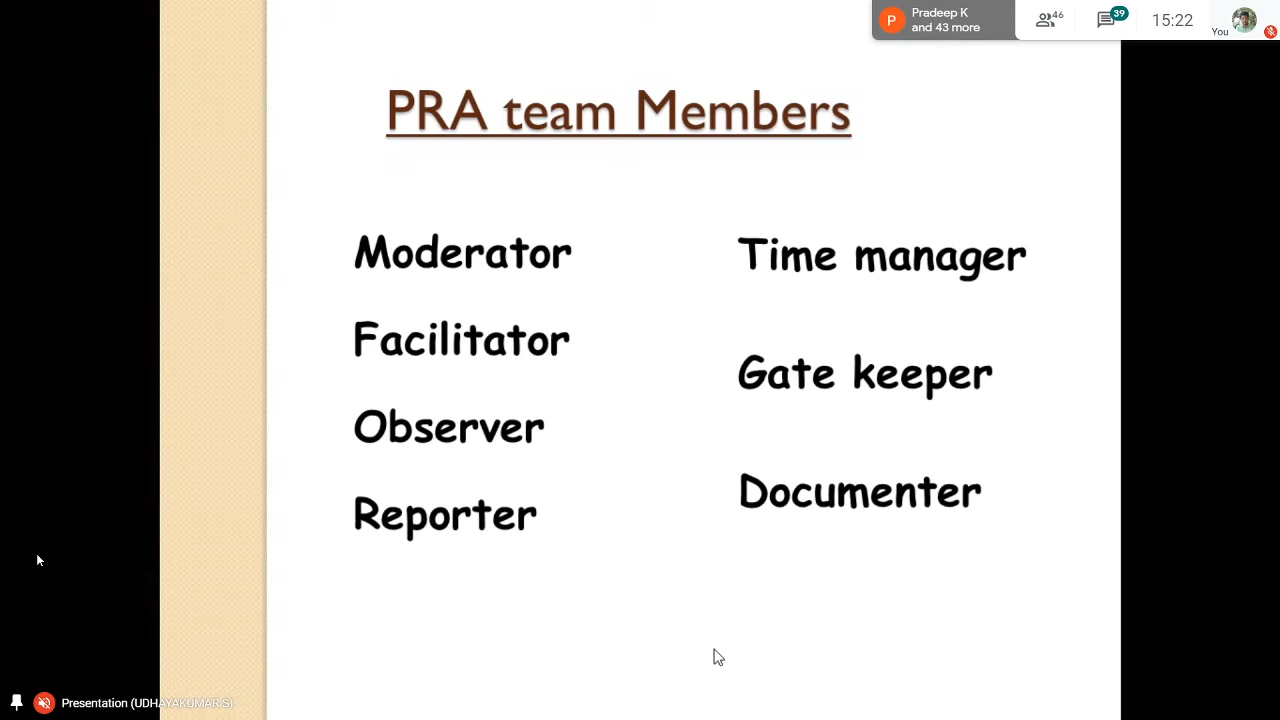 Pradeep K
and 43 more
P
46
39
15:22
You
PRA team Members
Moderator
Facilitator
Observer
Reporter
Time manager
Gate keeper
Documenter
Presentation (UDHAYAKUMAR S)